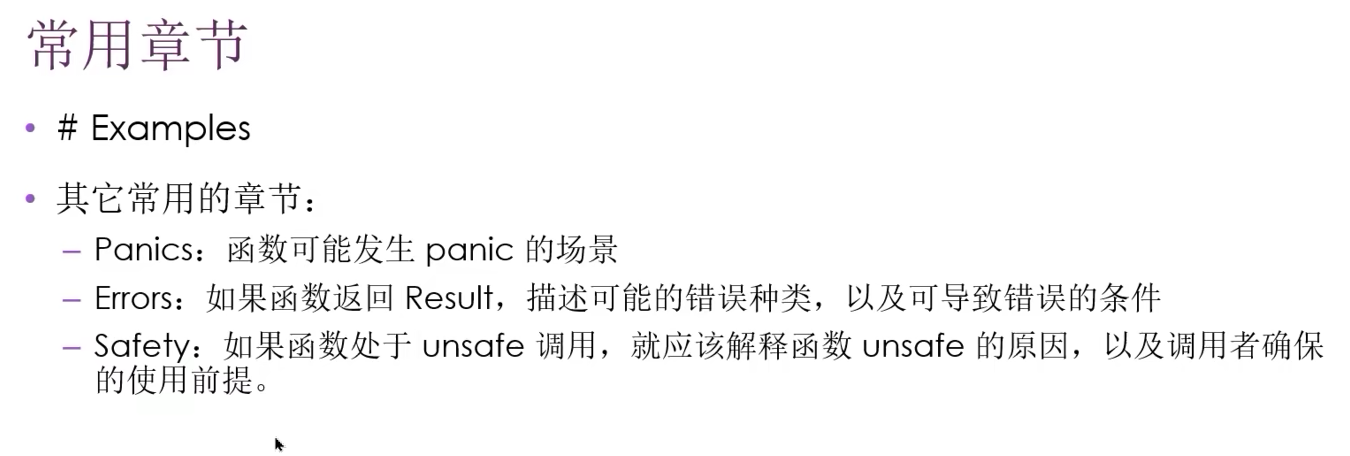 常用章节
• # Examples
• 其它常用的章节：
– Panics：函数可能发生 panic 的场景
– Errors：如果函数返回 Result，描述可能的错误种类，以及可导致错误的条件
– Safety：如果函数处于 unsafe 调用，就应该解释函数 unsafe 的原因，以及调用者确保
的使用前提。